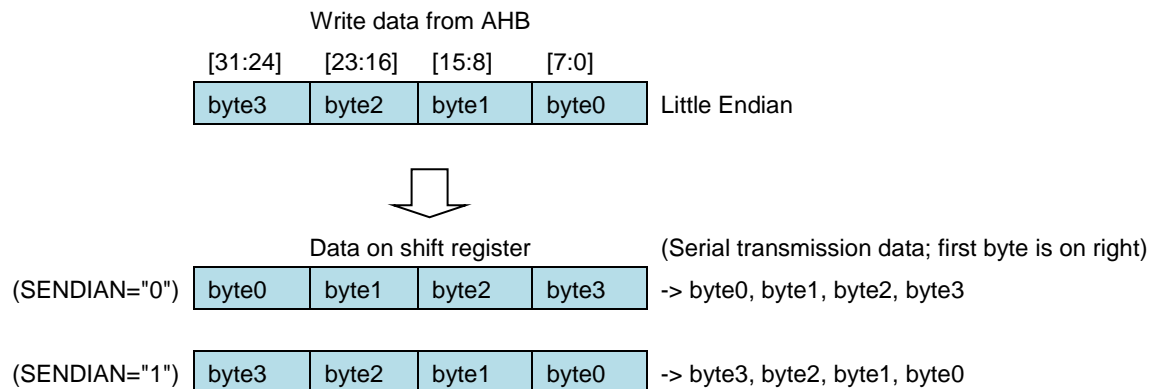 Write data from AHB
[31:24] [23:16] [15:8] [7:0]
byte3 byte2 byte1 byte0 Little Endian
Data on shift register (Serial transmission data; first byte is on right)
(SENDIAN="0") byte0 byte1 byte2 byte3 -> byte0, byte1, byte2, byte3
(SENDIAN="1") byte3 byte2 byte1 byte0 -> byte3, byte2, byte1, byte0